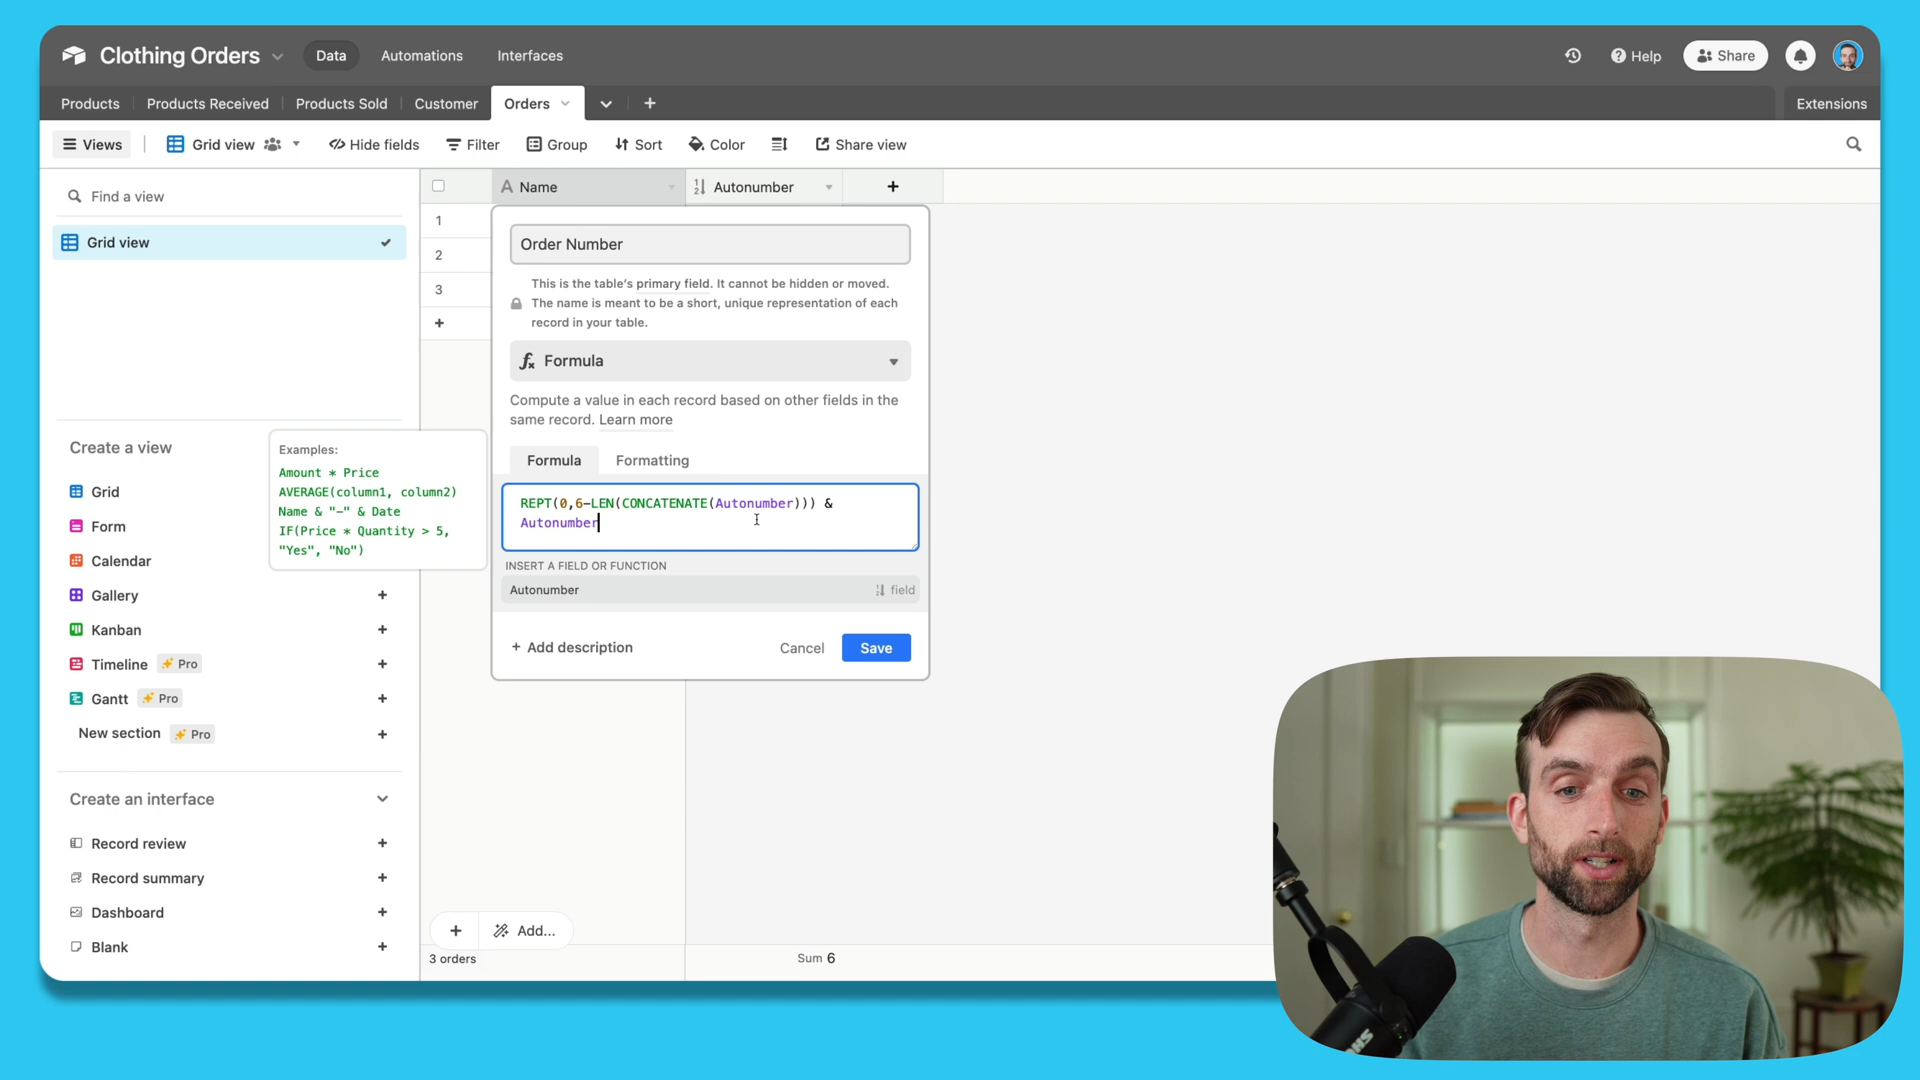 Clothing Orders
Data
Automations
Interfaces
Help
Share
Products
Products Received
Products Sold
Customer
Orders
Extensions
Views
Grid view
Hide fields
Filter
Group
Sort
Color
Share view
Find a view
Grid view
Name
Autonumber
1
2
3
Order Number
This is the table's primary field. It cannot be hidden or moved.
The name is meant to be a short, unique representation of each
record in your table.
Formula
Compute a value in each record based on other fields in the
same record. Learn more
Formula
Formatting
REPT(0,6-LEN(CONCATENATE(Autonumber))) &
Autonumber
INSERT A FIELD OR FUNCTION
Autonumber
field
+ Add description
Cancel
Save
Create a view
Examples:
Amount * Price
AVERAGE(column1, column2)
Name & "-" & Date
IF(Price * Quantity > 5,
"Yes", "No")
Grid
Form
Calendar
Gallery
Kanban
Timeline
Pro
Gantt
Pro
New section
Pro
Create an interface
Record review
Record summary
Dashboard
Blank
Add...
3 orders
Sum 6
SHU